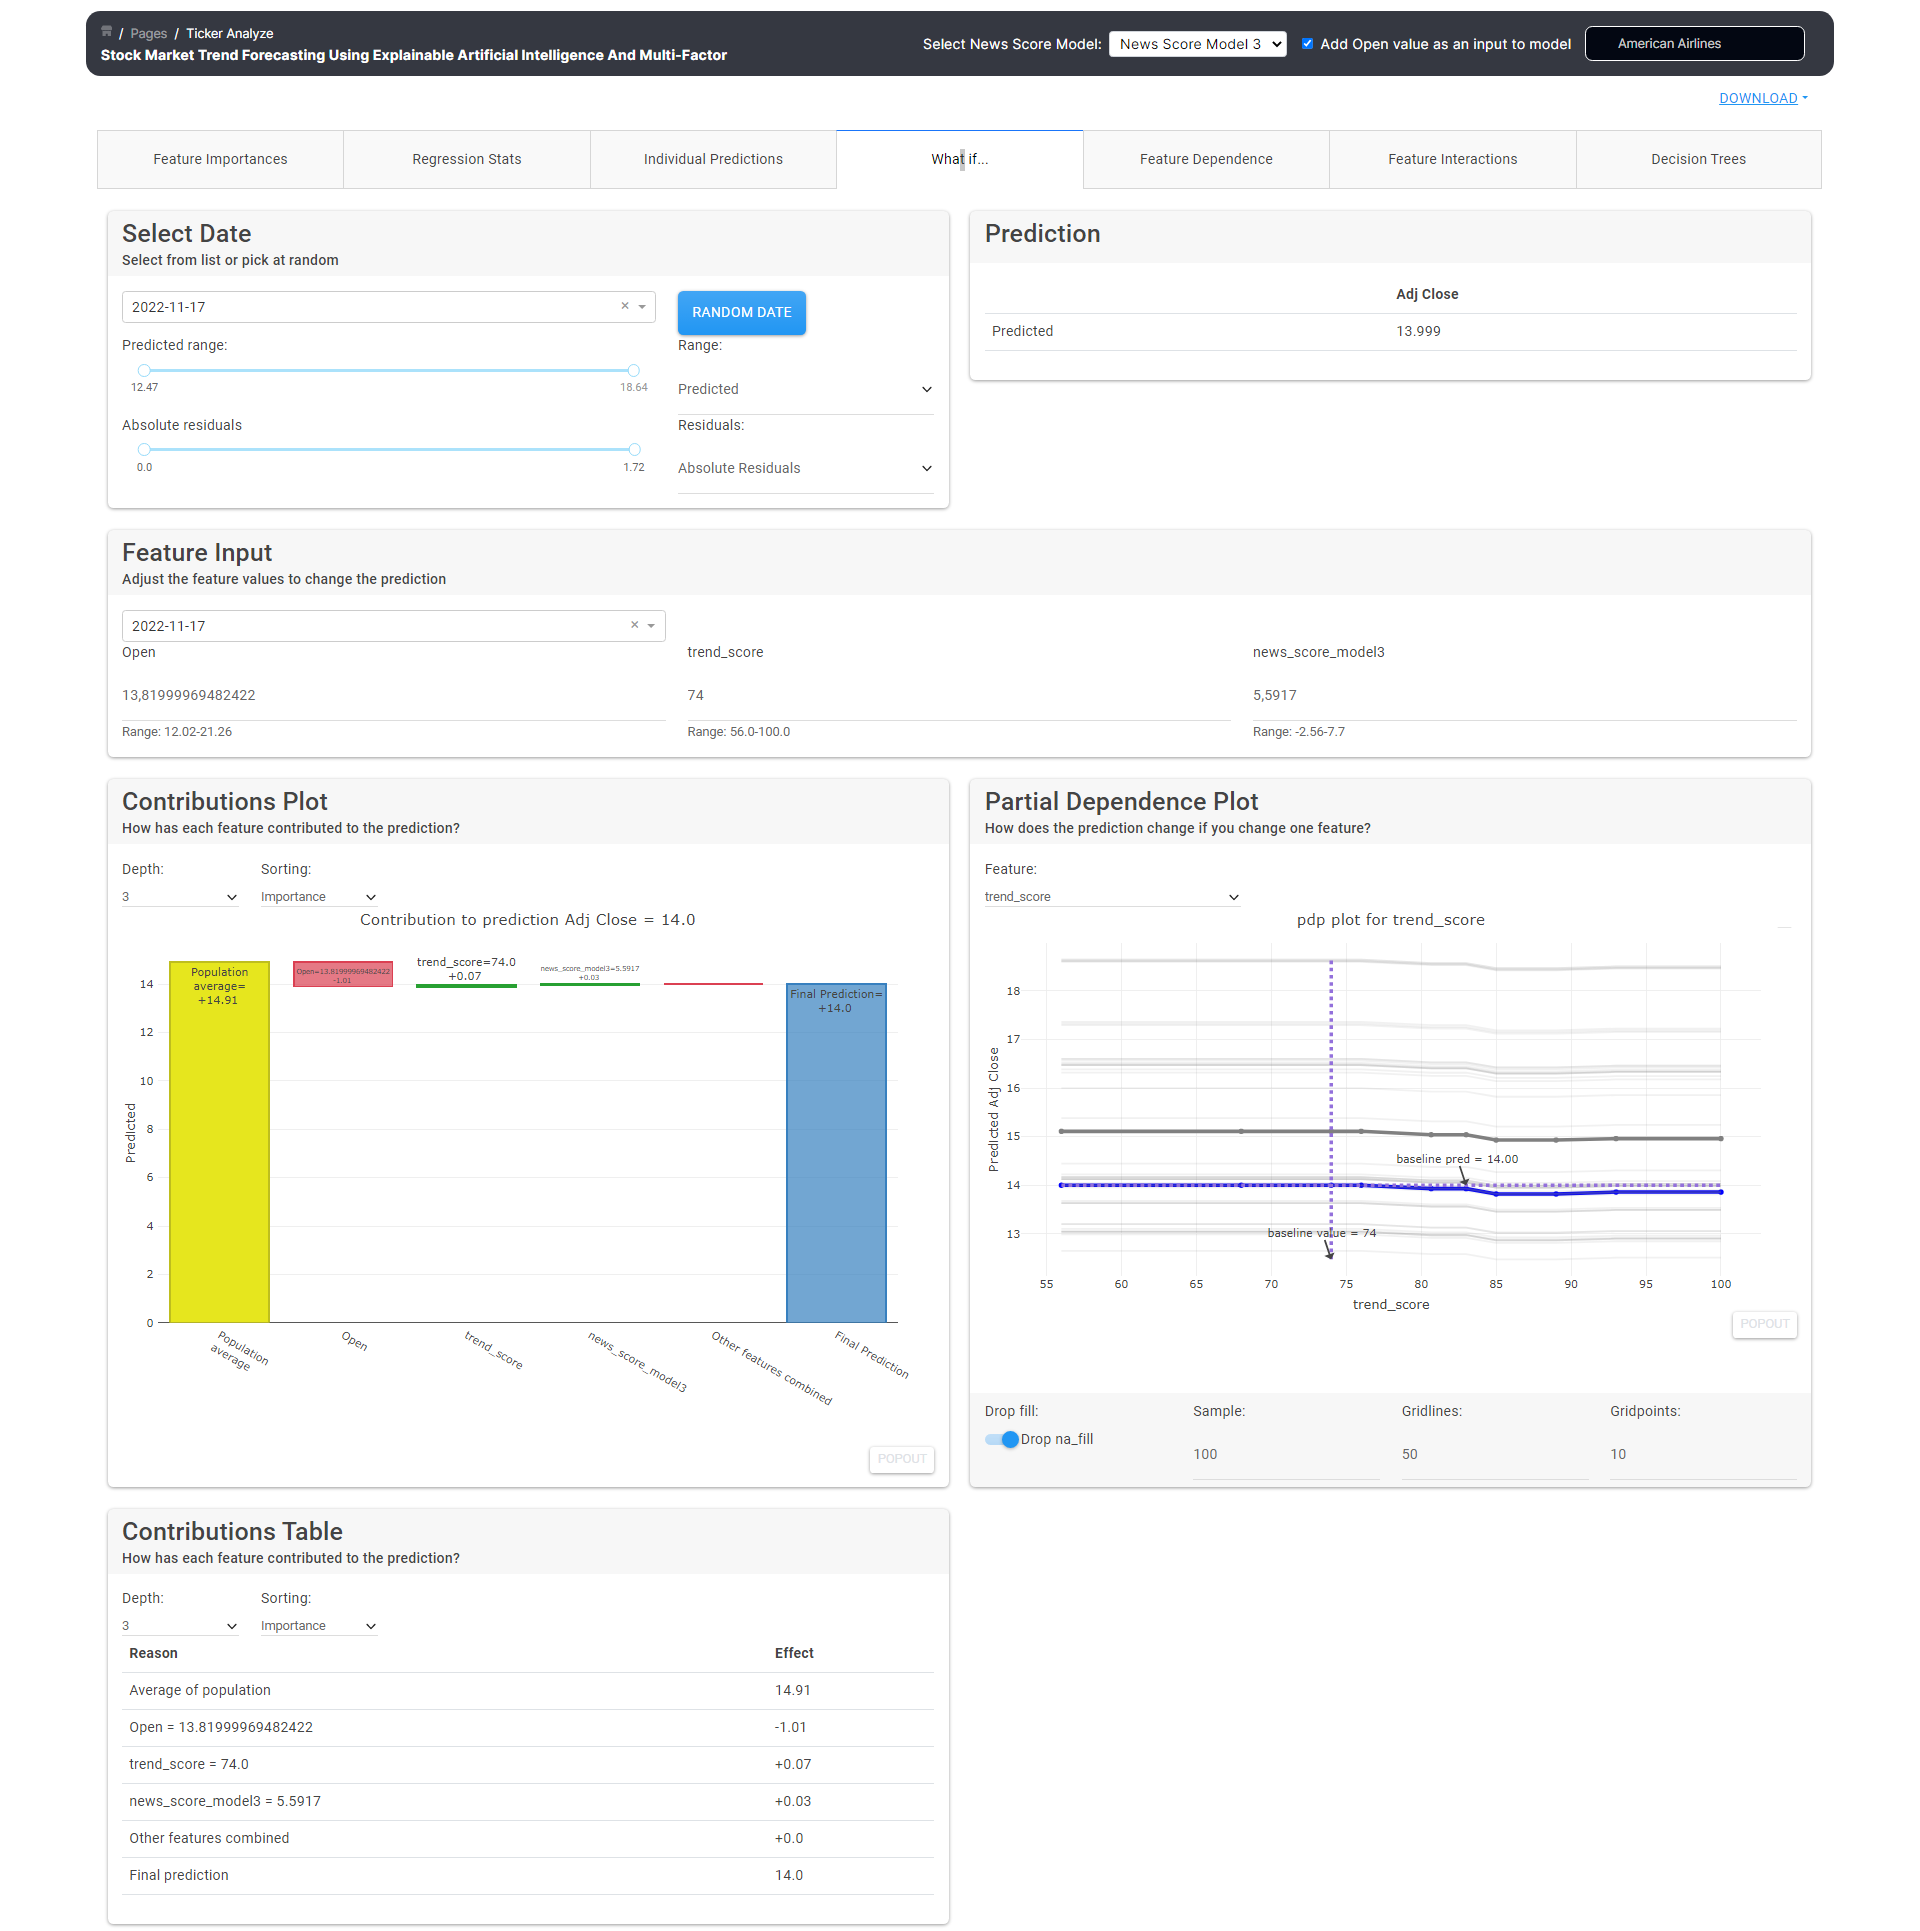 / Pages / Ticker Analyze
Stock Market Trend Forecasting Using Explainable Artificial Intelligence And Multi-Factor
Select News Score Model: News Score Model 3 Add Open value as an input to model American Airlines
DOWNLOAD
Feature Importances Regression Stats Individual Predictions What if... Feature Dependence Feature Interactions Decision Trees
Select Date
Select from list or pick at random
2022-11-17 × RANDOM DATE
Predicted range: Range:
12.47 18.64
Predicted
Absolute residuals Residuals:
0.0 1.72
Absolute Residuals
Prediction
Adj Close
Predicted 13.999
Feature Input
Adjust the feature values to change the prediction
2022-11-17 ×
Open trend_score news_score_model3
13,81999969482422 74 5,5917
Range: 12.02-21.26 Range: 56.0-100.0 Range: -2.56-7.7
Contributions Plot
How has each feature contributed to the prediction?
Depth: Sorting:
3 Importance
Contribution to prediction Adj Close = 14.0
Population
average=
+14.91
Open=13.81999969482422
-1.01
trend_score=74.0
+0.07
news_score_model3=5.5917
+0.03
Final Prediction=
+14.0
14
12
10
8
6
4
2
0
Predicted
Population
average
Open
trend_score
news_score_model3
Other features combined
Final Prediction
POPOUT
Partial Dependence Plot
How does the prediction change if you change one feature?
Feature:
trend_score
pdp plot for trend_score
18
17
16
15
14
13
Predicted Adj Close
baseline pred = 14.00
baseline value = 74
55 60 65 70 75 80 85 90 95 100
trend_score
POPOUT
Drop fill: Sample: Gridlines: Gridpoints:
Drop na_fill 100 50 10
Contributions Table
How has each feature contributed to the prediction?
Depth: Sorting:
3 Importance
Reason Effect
Average of population 14.91
Open = 13.81999969482422 -1.01
trend_score = 74.0 +0.07
news_score_model3 = 5.5917 +0.03
Other features combined +0.0
Final prediction 14.0